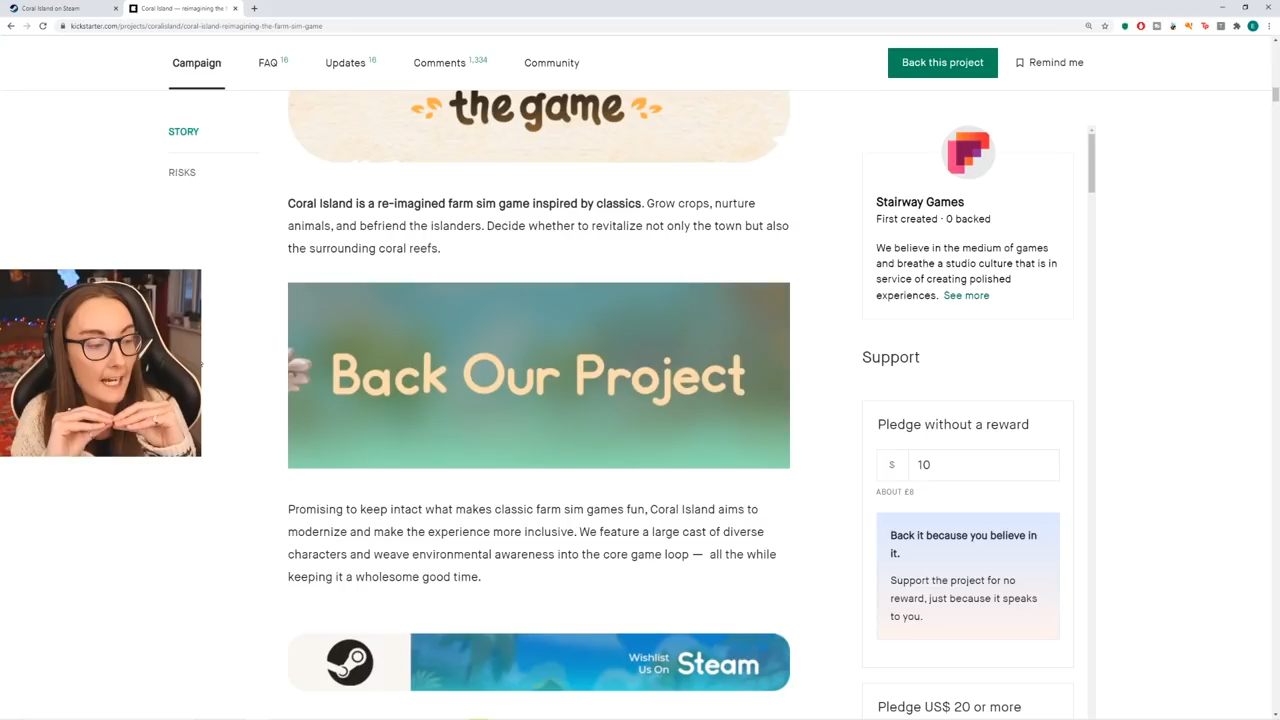 Coral Island on Steam
Coral Island — reimagining the
kickstarter.com/projects/coralisland/coral-island-reimagining-the-farm-sim-game
Campaign
FAQ 16
Updates 16
Comments 1,334
Community
Back this project
Remind me
STORY
RISKS
the game
Coral Island is a re-imagined farm sim game inspired by classics. Grow crops, nurture
animals, and befriend the islanders. Decide whether to revitalize not only the town but also
the surrounding coral reefs.
Back Our Project
Promising to keep intact what makes classic farm sim games fun, Coral Island aims to
modernize and make the experience more inclusive. We feature a large cast of diverse
characters and weave environmental awareness into the core game loop — all the while
keeping it a wholesome good time.
Wishlist
Us On Steam
Stairway Games
First created · 0 backed
We believe in the medium of games
and breathe a studio culture that is in
service of creating polished
experiences. See more
Support
Pledge without a reward
$ 10
ABOUT £8
Back it because you believe in
it.
Support the project for no
reward, just because it speaks
to you.
Pledge US$ 20 or more